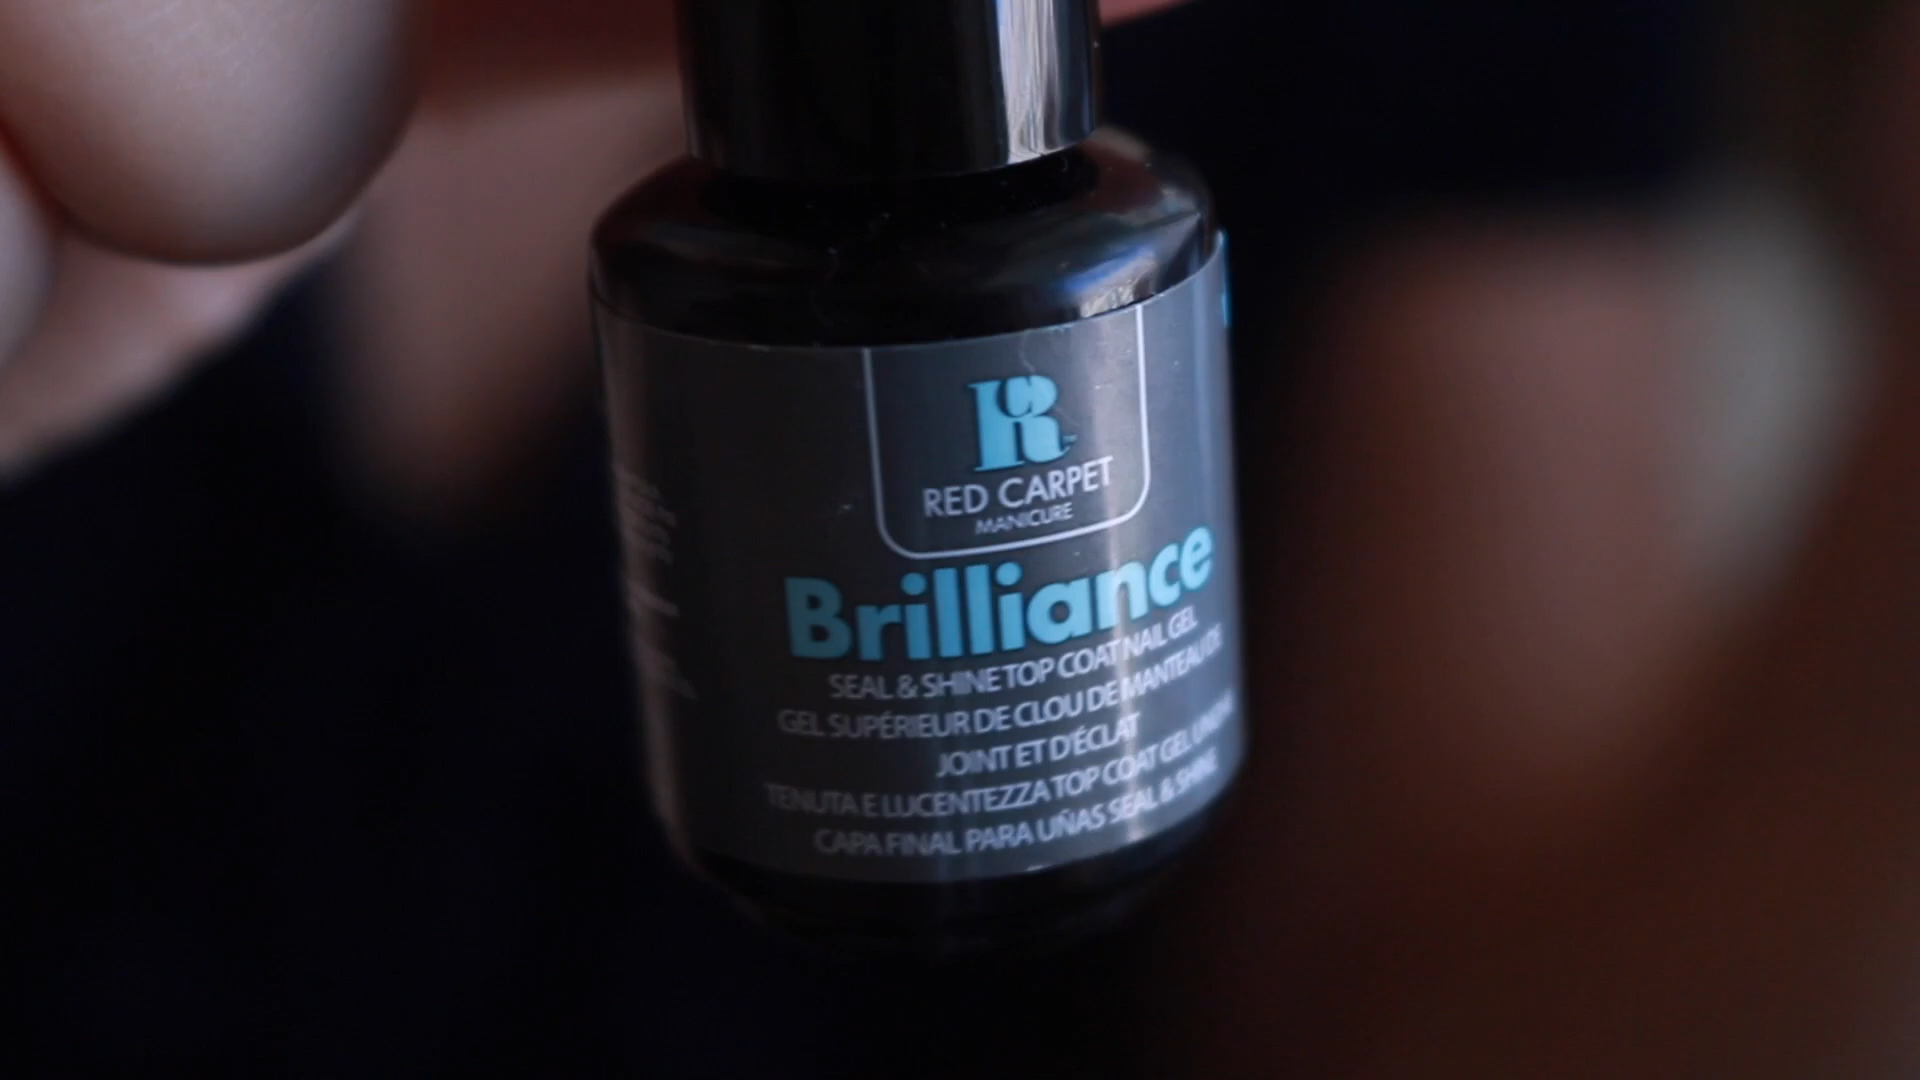 RED CARPET
MANICURE
Brilliance
SEAL & SHINE TOP COAT NAIL GEL
GEL SUPÉRIEUR DE CLOU DE MANTEAU DE
JOINT ET D'ÉCLAT
TENUTA E LUCENTEZZA TOP COAT GEL
CAPA FINAL PARA UÑAS SEAL & SHINE